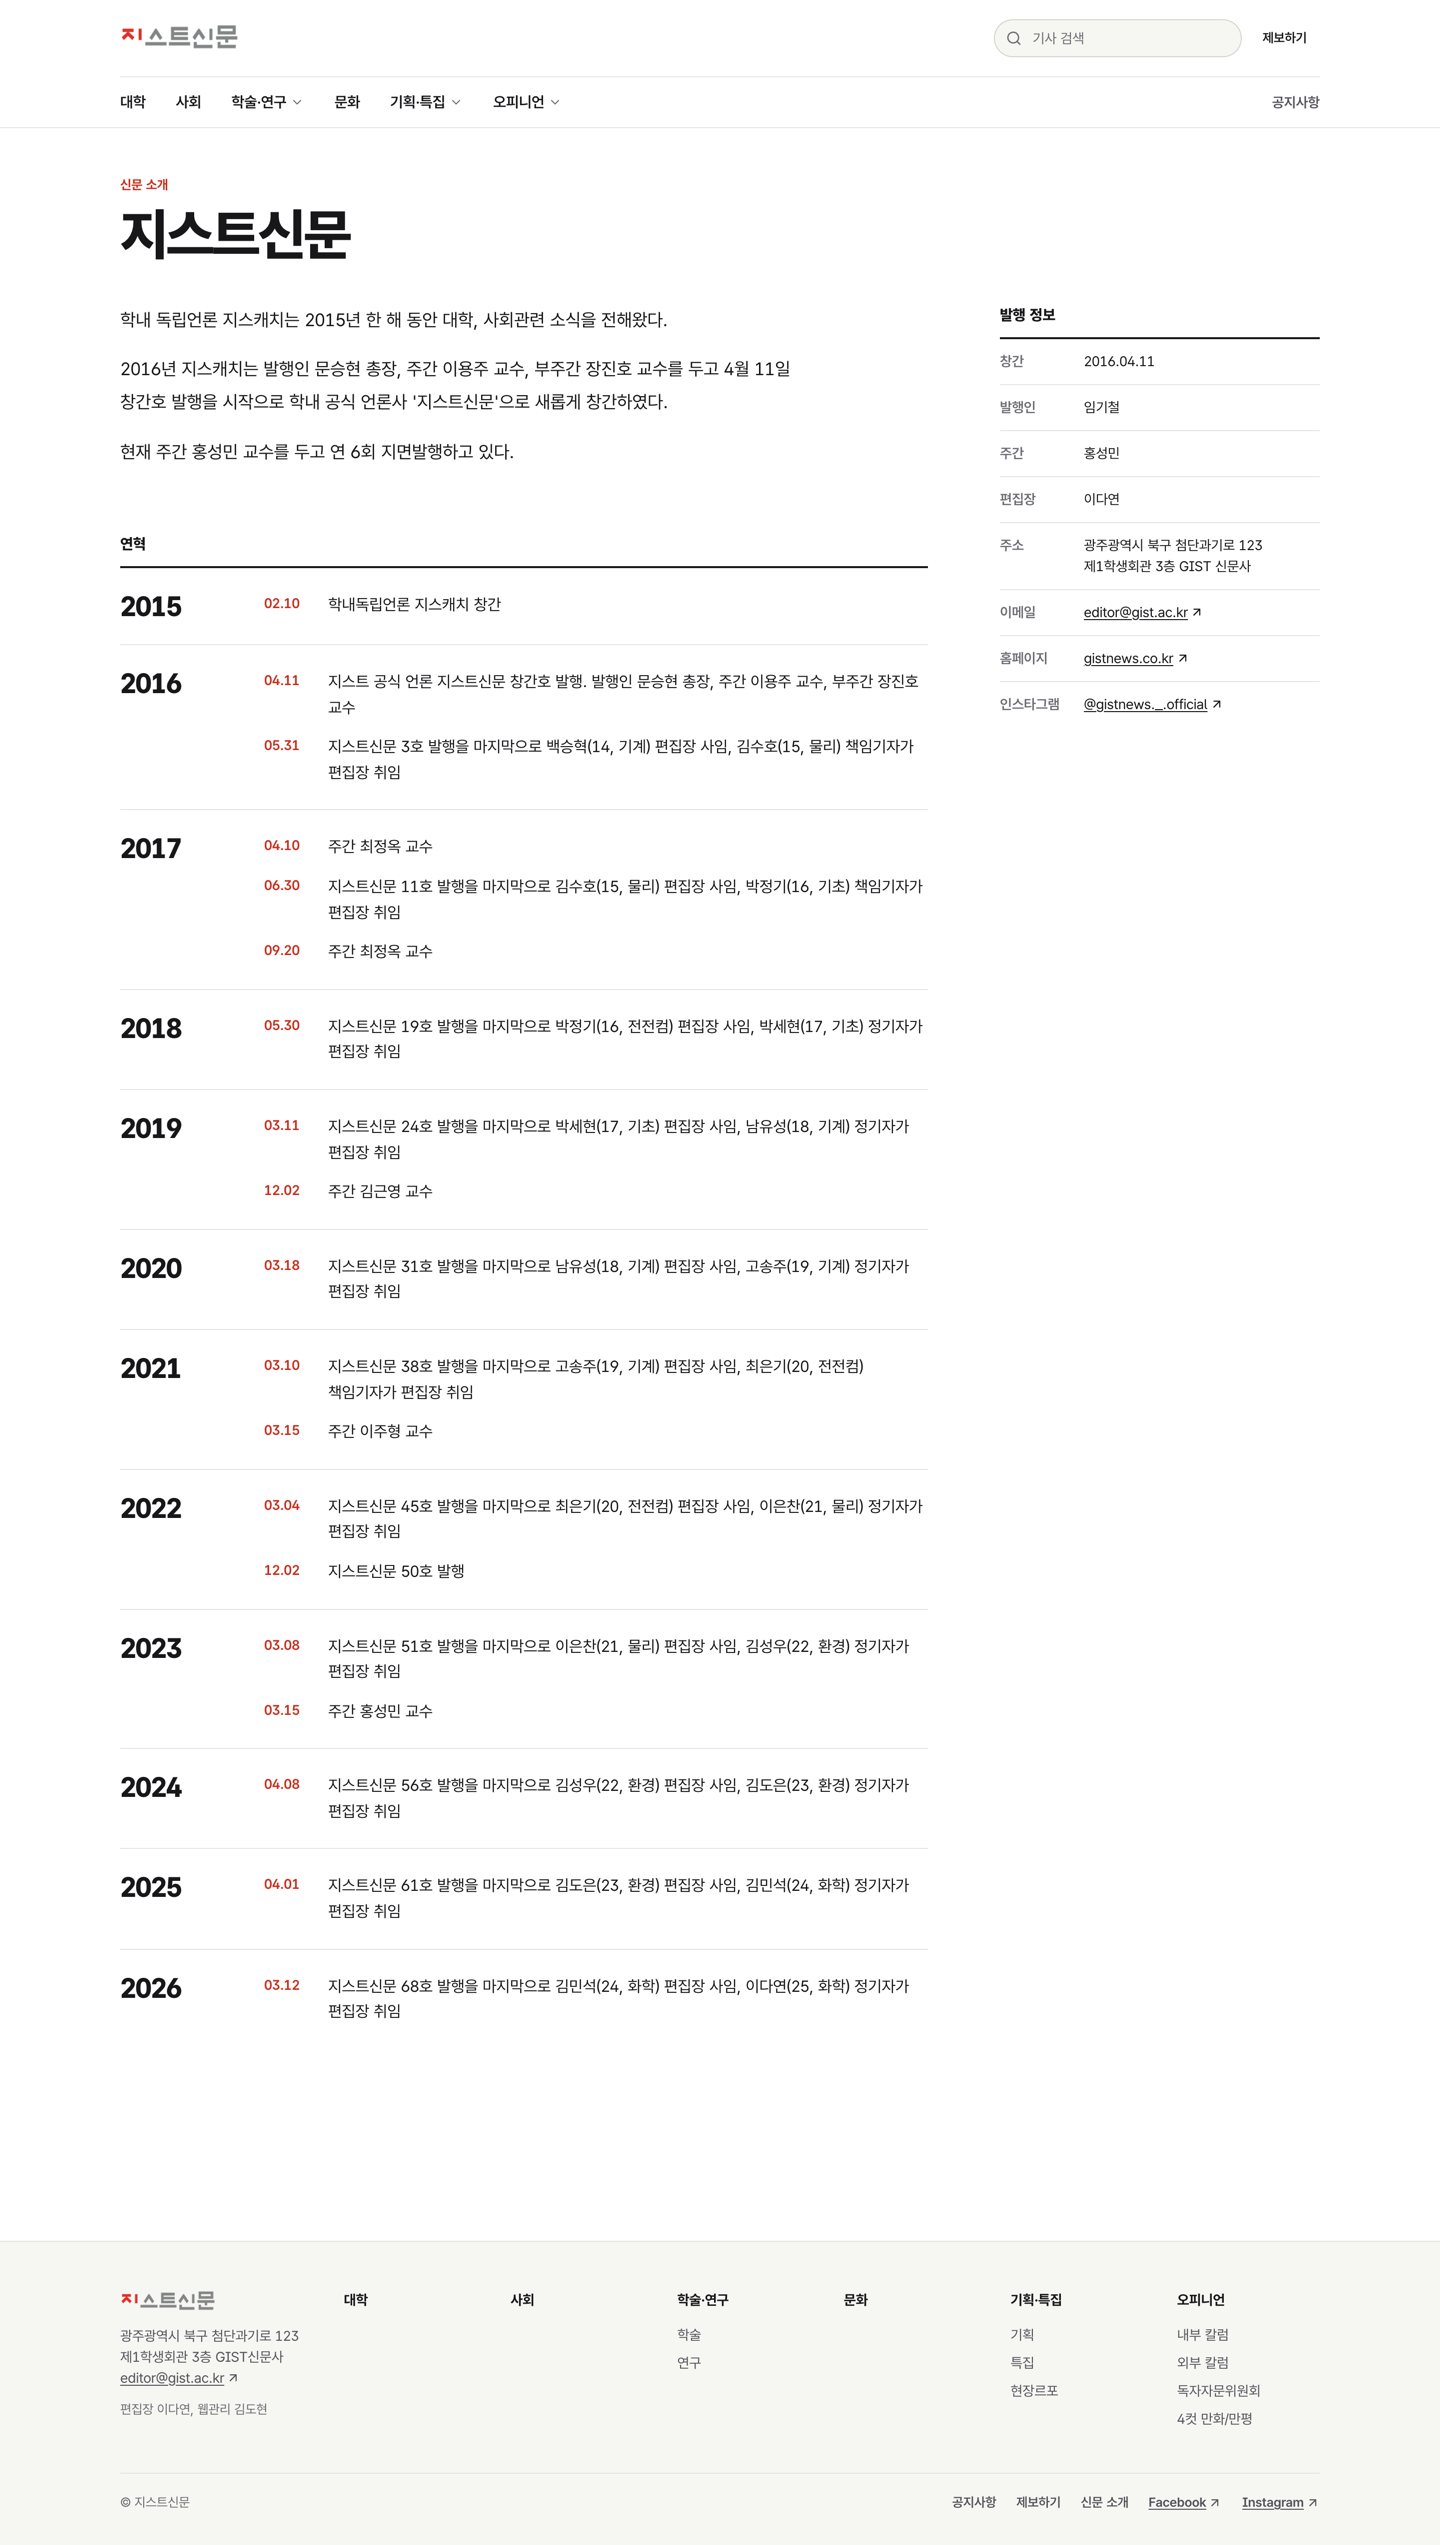 지스트신문
기사 검색
제보하기
대학
사회
학술·연구
문화
기획·특집
오피니언
공지사항
신문 소개
지스트신문
학내 독립언론 지스캐치는 2015년 한 해 동안 대학, 사회관련 소식을 전해왔다.
2016년 지스캐치는 발행인 문승현 총장, 주간 이용주 교수, 부주간 장진호 교수를 두고 4월 11일
창간호 발행을 시작으로 학내 공식 언론사 '지스트신문'으로 새롭게 창간하였다.
현재 주간 홍성민 교수를 두고 연 6회 지면발행하고 있다.
발행 정보
창간 2016.04.11
발행인 임기철
주간 홍성민
편집장 이다연
주소 광주광역시 북구 첨단과기로 123
제1학생회관 3층 GIST 신문사
이메일 editor@gist.ac.kr
홈페이지 gistnews.co.kr
인스타그램 @gistnews._.official
연혁
2015 02.10 학내독립언론 지스캐치 창간
2016 04.11 지스트 공식 언론 지스트신문 창간호 발행. 발행인 문승현 총장, 주간 이용주 교수, 부주간 장진호
교수
05.31 지스트신문 3호 발행을 마지막으로 백승혁(14, 기계) 편집장 사임, 김수호(15, 물리) 책임기자가
편집장 취임
2017 04.10 주간 최정옥 교수
06.30 지스트신문 11호 발행을 마지막으로 김수호(15, 물리) 편집장 사임, 박정기(16, 기초) 책임기자가
편집장 취임
09.20 주간 최정옥 교수
2018 05.30 지스트신문 19호 발행을 마지막으로 박정기(16, 전전컴) 편집장 사임, 박세현(17, 기초) 정기자가
편집장 취임
2019 03.11 지스트신문 24호 발행을 마지막으로 박세현(17, 기초) 편집장 사임, 남유성(18, 기계) 정기자가
편집장 취임
12.02 주간 김근영 교수
2020 03.18 지스트신문 31호 발행을 마지막으로 남유성(18, 기계) 편집장 사임, 고송주(19, 기계) 정기자가
편집장 취임
2021 03.10 지스트신문 38호 발행을 마지막으로 고송주(19, 기계) 편집장 사임, 최은기(20, 전전컴)
책임기자가 편집장 취임
03.15 주간 이주형 교수
2022 03.04 지스트신문 45호 발행을 마지막으로 최은기(20, 전전컴) 편집장 사임, 이은찬(21, 물리) 정기자가
편집장 취임
12.02 지스트신문 50호 발행
2023 03.08 지스트신문 51호 발행을 마지막으로 이은찬(21, 물리) 편집장 사임, 김성우(22, 환경) 정기자가
편집장 취임
03.15 주간 홍성민 교수
2024 04.08 지스트신문 56호 발행을 마지막으로 김성우(22, 환경) 편집장 사임, 김도은(23, 환경) 정기자가
편집장 취임
2025 04.01 지스트신문 61호 발행을 마지막으로 김도은(23, 환경) 편집장 사임, 김민석(24, 화학) 정기자가
편집장 취임
2026 03.12 지스트신문 68호 발행을 마지막으로 김민석(24, 화학) 편집장 사임, 이다연(25, 화학) 정기자가
편집장 취임
지스트신문
광주광역시 북구 첨단과기로 123
제1학생회관 3층 GIST신문사
editor@gist.ac.kr
편집장 이다연, 웹관리 김도현
대학
사회
학술·연구
학술
연구
문화
기획·특집
기획
특집
현장르포
오피니언
내부 칼럼
외부 칼럼
독자자문위원회
4컷 만화/만평
© 지스트신문
공지사항
제보하기
신문 소개
Facebook
Instagram